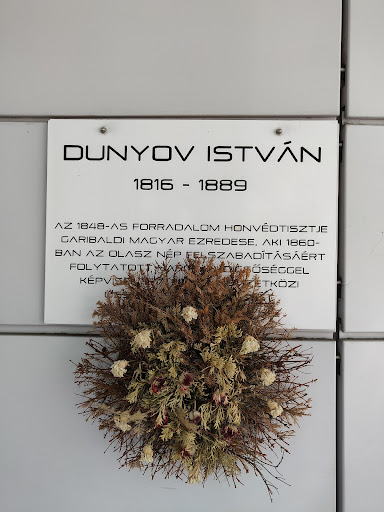 DUNYOV ISTVÁN
1816 - 1889
AZ 1848-AS FORRADALOM HONVÉDTISZTJE
GARIBALDI MAGYAR EZREDESE, AKI 1860-
BAN AZ OLASZ NÉP FELSZABADÍTÁSÁÉRT
FOLYTATOTT